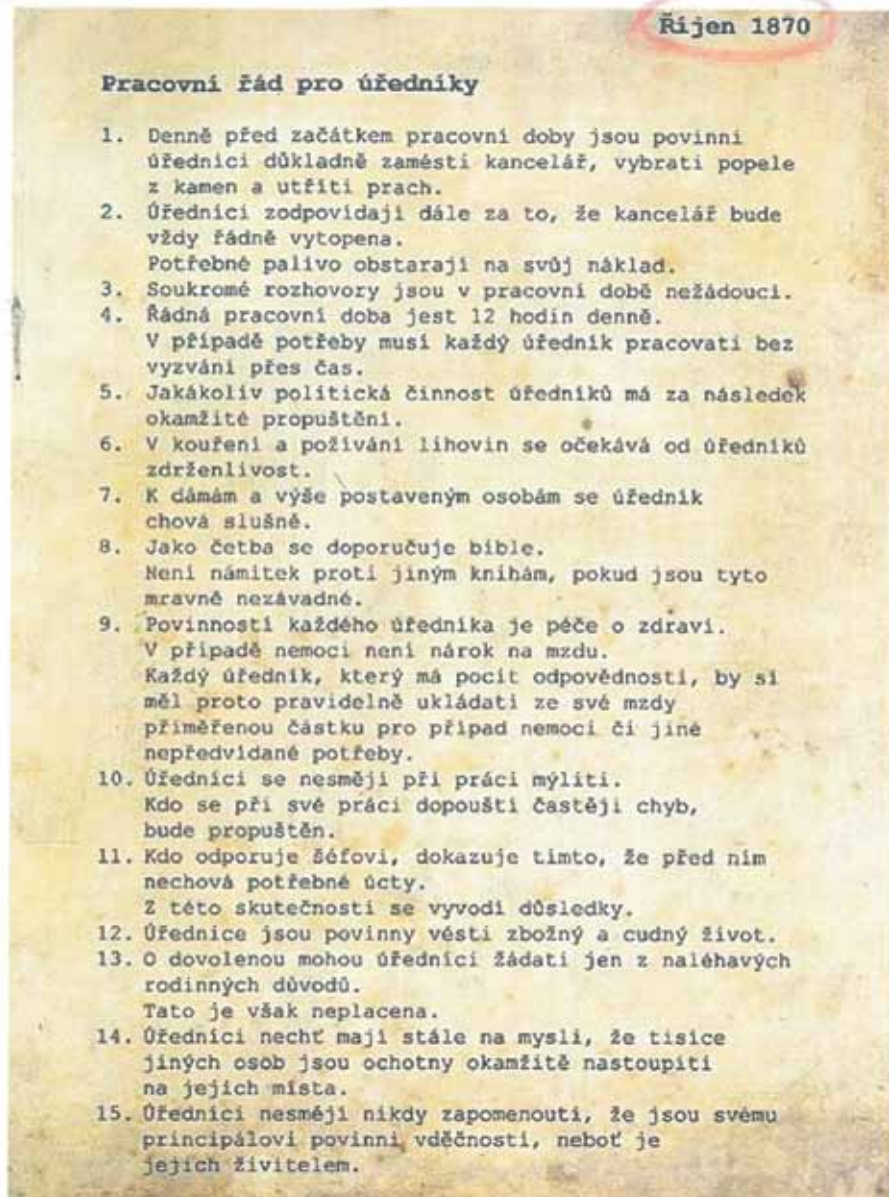 Říjen 1870
Pracovní řád pro úředníky
1. Denně před začátkem pracovní doby jsou povinni
úředníci důkladně zamésti kancelář, vybrati popele
z kamen a utříti prach.
2. Úředníci zodpovídají dále za to, že kancelář bude
vždy řádně vytopena.
Potřebné palivo obstarají na svůj náklad.
3. Soukromé rozhovory jsou v pracovní době nežádoucí.
4. Řádná pracovní doba jest 12 hodin denně.
V případě potřeby musí každý úředník pracovati bez
vyzvání přes čas.
5. Jakákoliv politická činnost úředníků má za následek
okamžité propuštění.
6. V kouření a požívání lihovin se očekává od úředníků
zdrženlivost.
7. K dámám a výše postaveným osobám se úředník
chová slušně.
8. Jako četba se doporučuje bible.
Není námitek proti jiným knihám, pokud jsou tyto
mravně nezávadné.
9. Povinností každého úředníka je péče o zdraví.
V případě nemoci není nárok na mzdu.
Každý úředník, který má pocit odpovědnosti, by si
měl proto pravidelně ukládati ze své mzdy
přiměřenou částku pro případ nemoci či jiné
nepředvídané potřeby.
10. Úředníci se nesmějí při práci mýliti.
Kdo se při své práci dopouští častěji chyb,
bude propuštěn.
11. Kdo odporuje šéfovi, dokazuje tímto, že před ním
nechová potřebné úcty.
Z této skutečnosti se vyvodí důsledky.
12. Úřednice jsou povinny vésti zbožný a cudný život.
13. O dovolenou mohou úředníci žádati jen z naléhavých
rodinných důvodů.
Tato je však neplacena.
14. Úředníci nechť mají stále na mysli, že tisíce
jiných osob jsou ochotny okamžitě nastoupiti
na jejich místa.
15. Úředníci nesmějí nikdy zapomenouti, že jsou svému
principálovi povinni vděčností, neboť je
jejich živitelem.